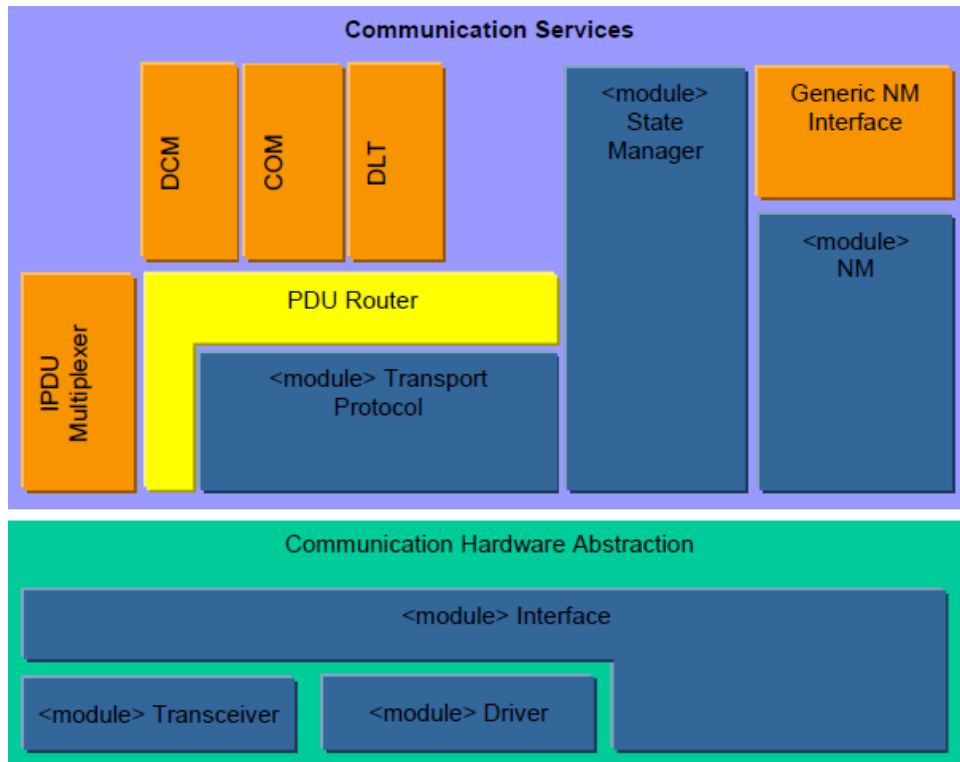 Communication Services
DCM
COM
DLT
<module>
State
Manager
Generic NM
Interface
<module>
NM
IPDU
Multiplexer
PDU Router
<module> Transport
Protocol
Communication Hardware Abstraction
<module> Interface
<module> Transceiver
<module> Driver